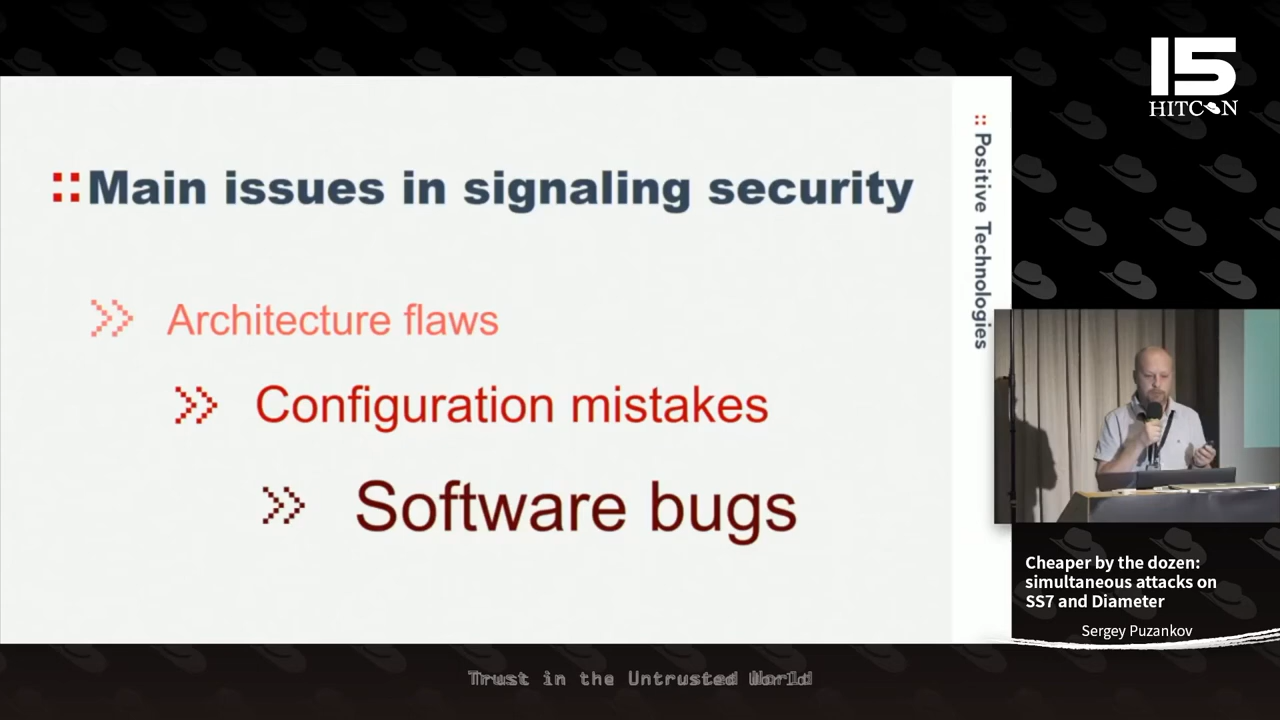 15
HITCON
:: Main issues in signaling security
Architecture flaws
Configuration mistakes
Software bugs
:: Positive Technologies
Cheaper by the dozen:
simultaneous attacks on
SS7 and Diameter
Sergey Puzankov
Trust in the Untrusted World